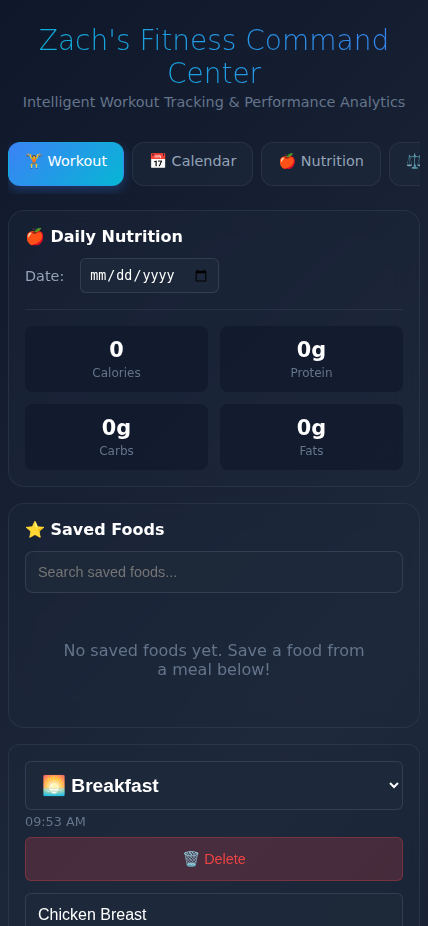 Zach's Fitness Command
Center
Intelligent Workout Tracking & Performance Analytics
🏋️ Workout
📅 Calendar
🍎 Nutrition
⚖️
🍎 Daily Nutrition
Date: mm/dd/yyyy
0
Calories
0g
Protein
0g
Carbs
0g
Fats
⭐ Saved Foods
Search saved foods...
No saved foods yet. Save a food from
a meal below!
🌅 Breakfast
09:53 AM
🗑️ Delete
Chicken Breast